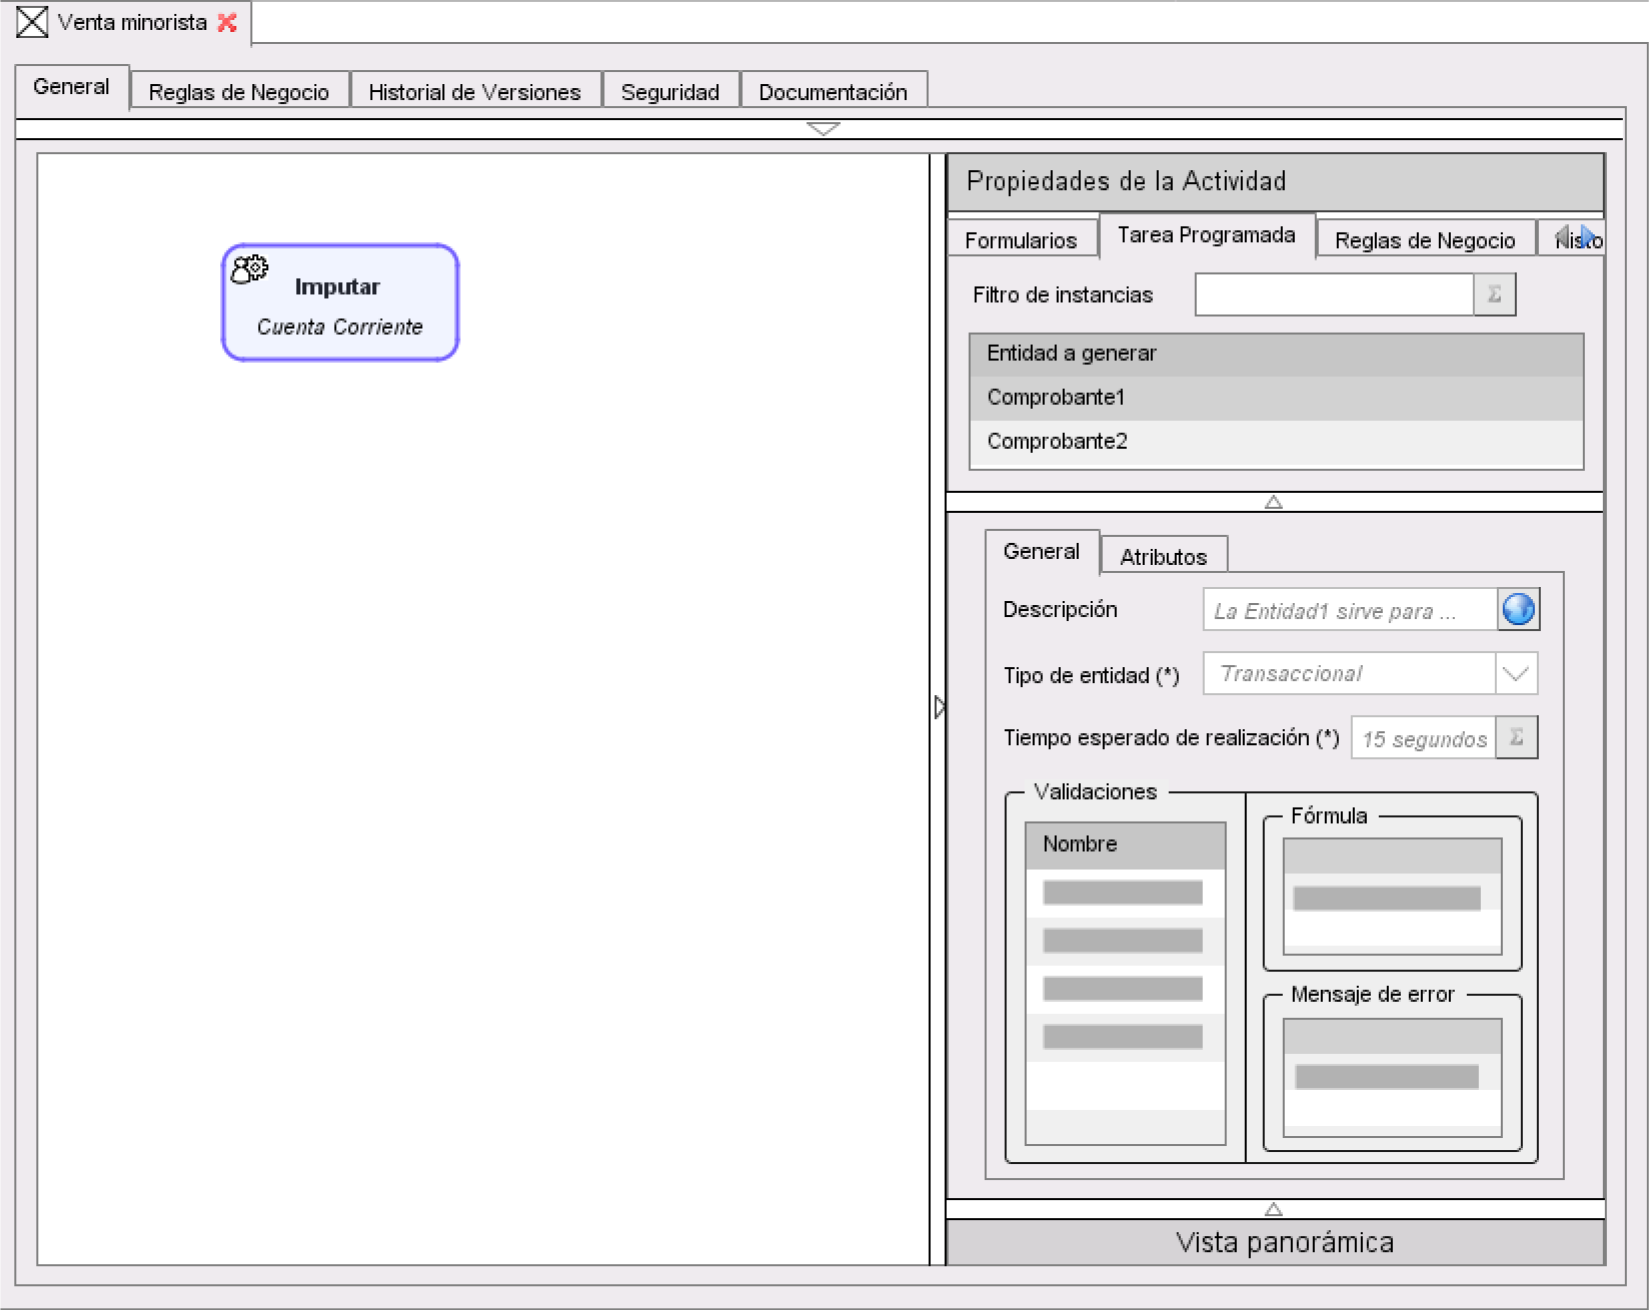 Venta minorista
General
Reglas de Negocio
Historial de Versiones
Seguridad
Documentación
Imputar
Cuenta Corriente
Propiedades de la Actividad
Formularios
Tarea Programada
Reglas de Negocio
Histo
Filtro de instancias
Σ
Entidad a generar
Comprobante1
Comprobante2
General
Atributos
Descripción
La Entidad1 sirve para ...
Tipo de entidad (*)
Transaccional
Tiempo esperado de realización (*)
15 segundos
Σ
Validaciones
Nombre
Fórmula
Mensaje de error
Vista panorámica